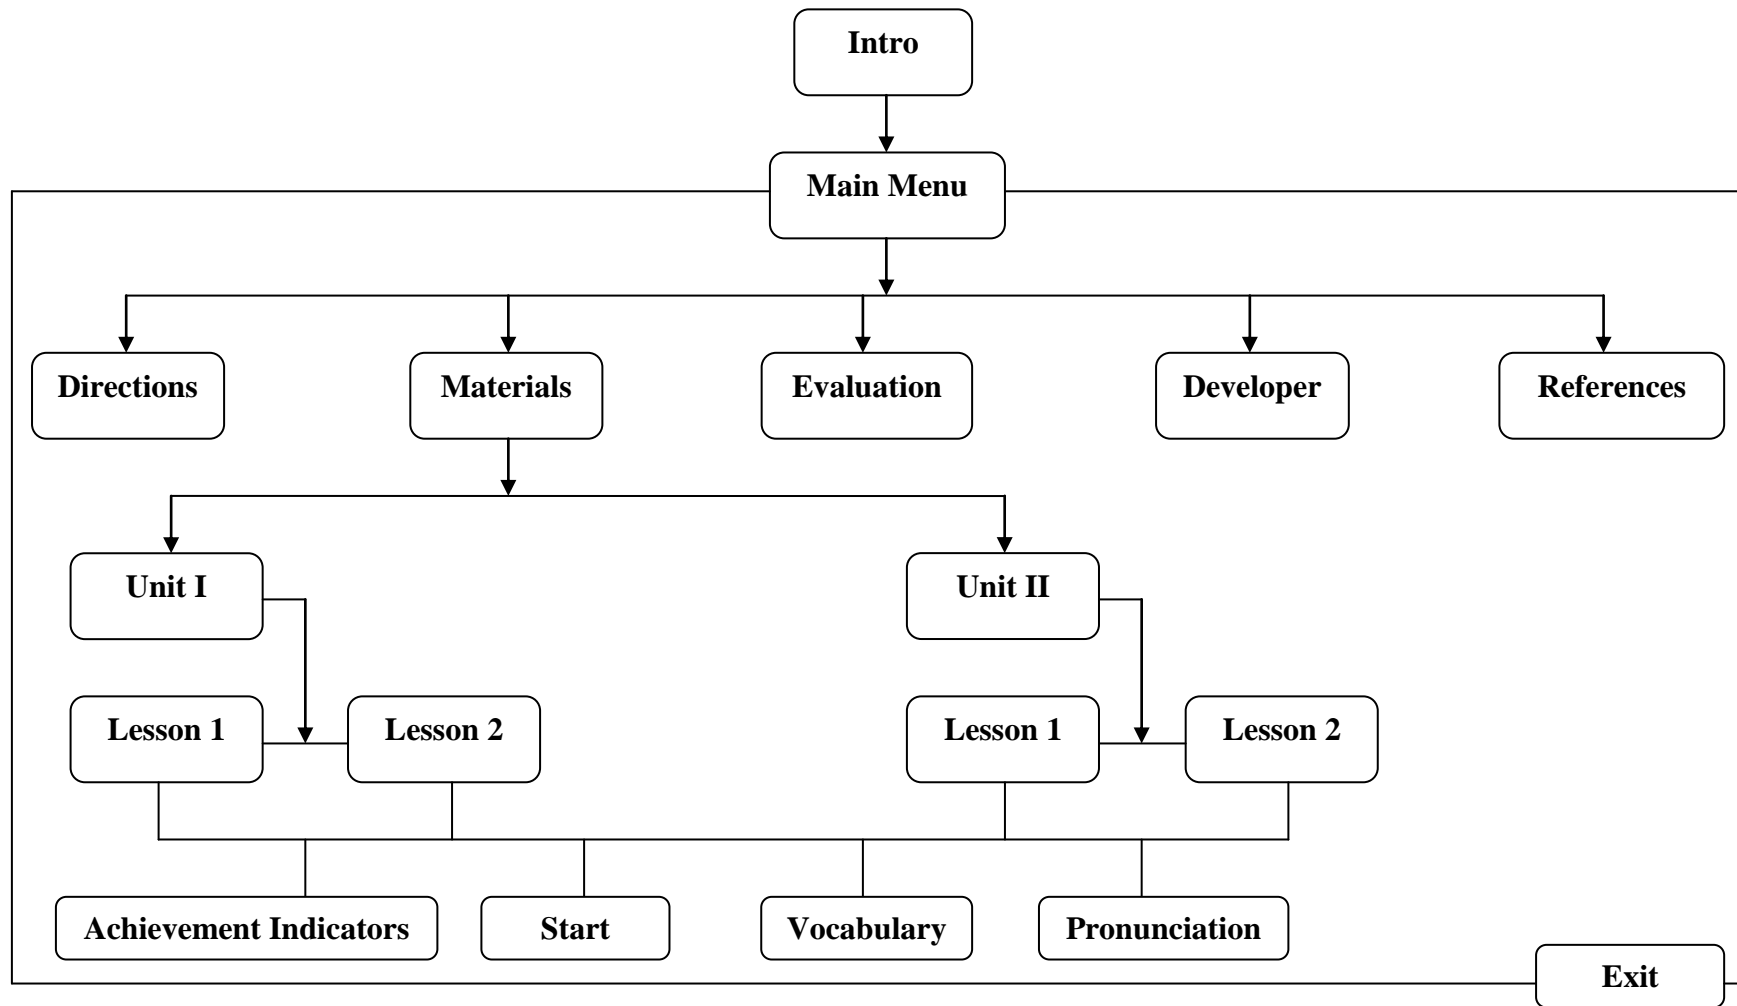 Intro
Main Menu
Directions
Materials
Evaluation
Developer
References
Unit I
Unit II
Lesson 1
Lesson 2
Lesson 1
Lesson 2
Achievement Indicators
Start
Vocabulary
Pronunciation
Exit